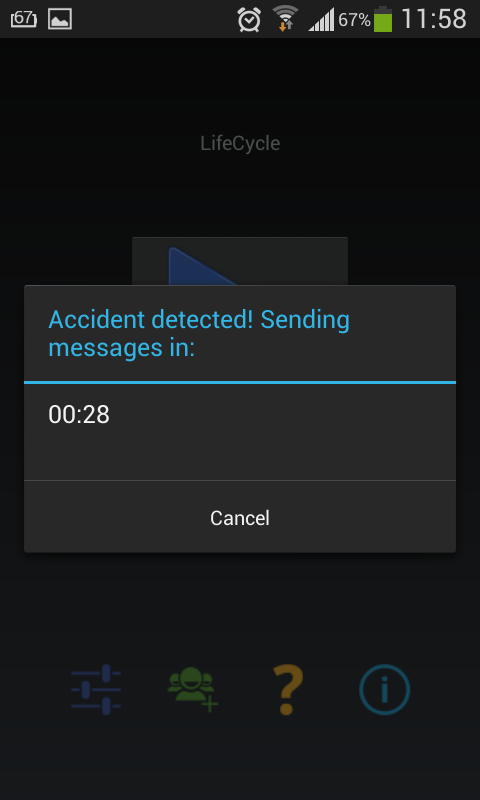 67
67% 11:58
LifeCycle
Accident detected! Sending
messages in:
00:28
Cancel
?
i